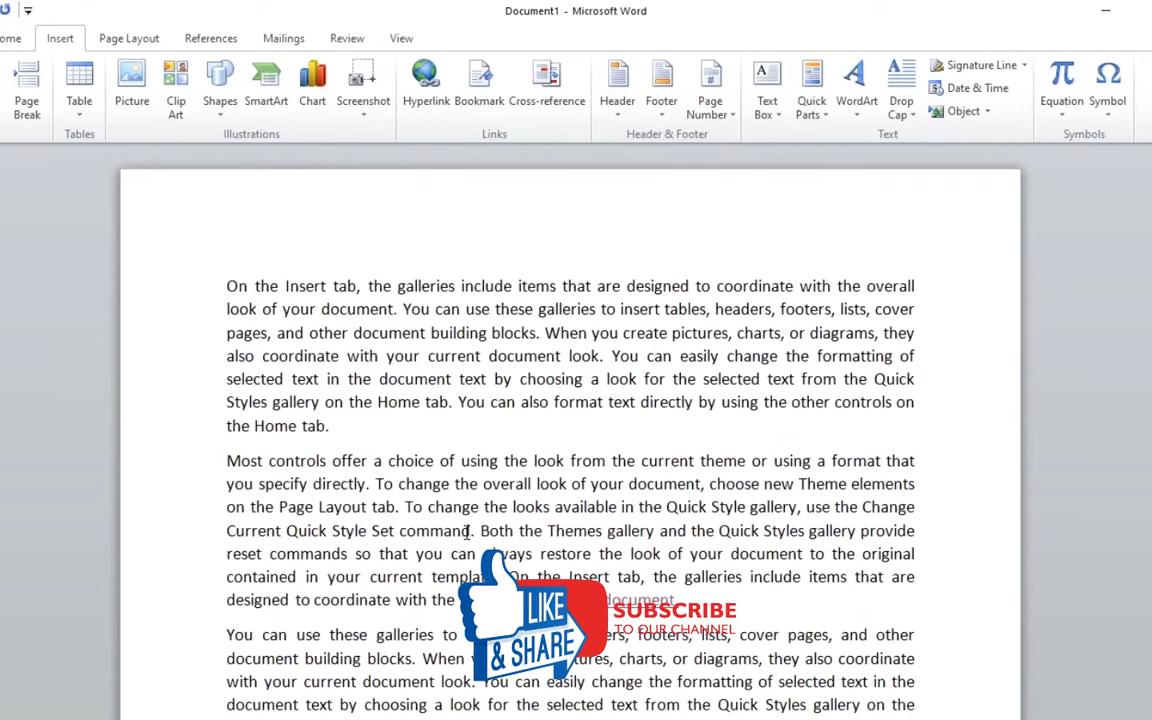 Document1 - Microsoft Word
ome Insert Page Layout References Mailings Review View
Page Break
Table
Picture
Clip Art
Shapes
SmartArt
Chart
Screenshot
Hyperlink
Bookmark
Cross-reference
Header
Footer
Page Number
Text Box
Quick Parts
WordArt
Drop Cap
Signature Line
Date & Time
Object
Equation
Symbol
Tables Illustrations Links Header & Footer Text Symbols
On the Insert tab, the galleries include items that are designed to coordinate with the overall
look of your document. You can use these galleries to insert tables, headers, footers, lists, cover
pages, and other document building blocks. When you create pictures, charts, or diagrams, they
also coordinate with your current document look. You can easily change the formatting of
selected text in the document text by choosing a look for the selected text from the Quick
Styles gallery on the Home tab. You can also format text directly by using the other controls on
the Home tab.
Most controls offer a choice of using the look from the current theme or using a format that
you specify directly. To change the overall look of your document, choose new Theme elements
on the Page Layout tab. To change the looks available in the Quick Style gallery, use the Change
Current Quick Style Set command. Both the Themes gallery and the Quick Styles gallery provide
reset commands so that you can always restore the look of your document to the original
contained in your current template. On the Insert tab, the galleries include items that are
designed to coordinate with the document.
LIKE
& SHARE
SUBSCRIBE
TO OUR CHANNEL
You can use these galleries to footers, lists, cover pages, and other
document building blocks. When charts, or diagrams, they also coordinate
with your current document look. You can easily change the formatting of selected text in the
document text by choosing a look for the selected text from the Quick Styles gallery on the